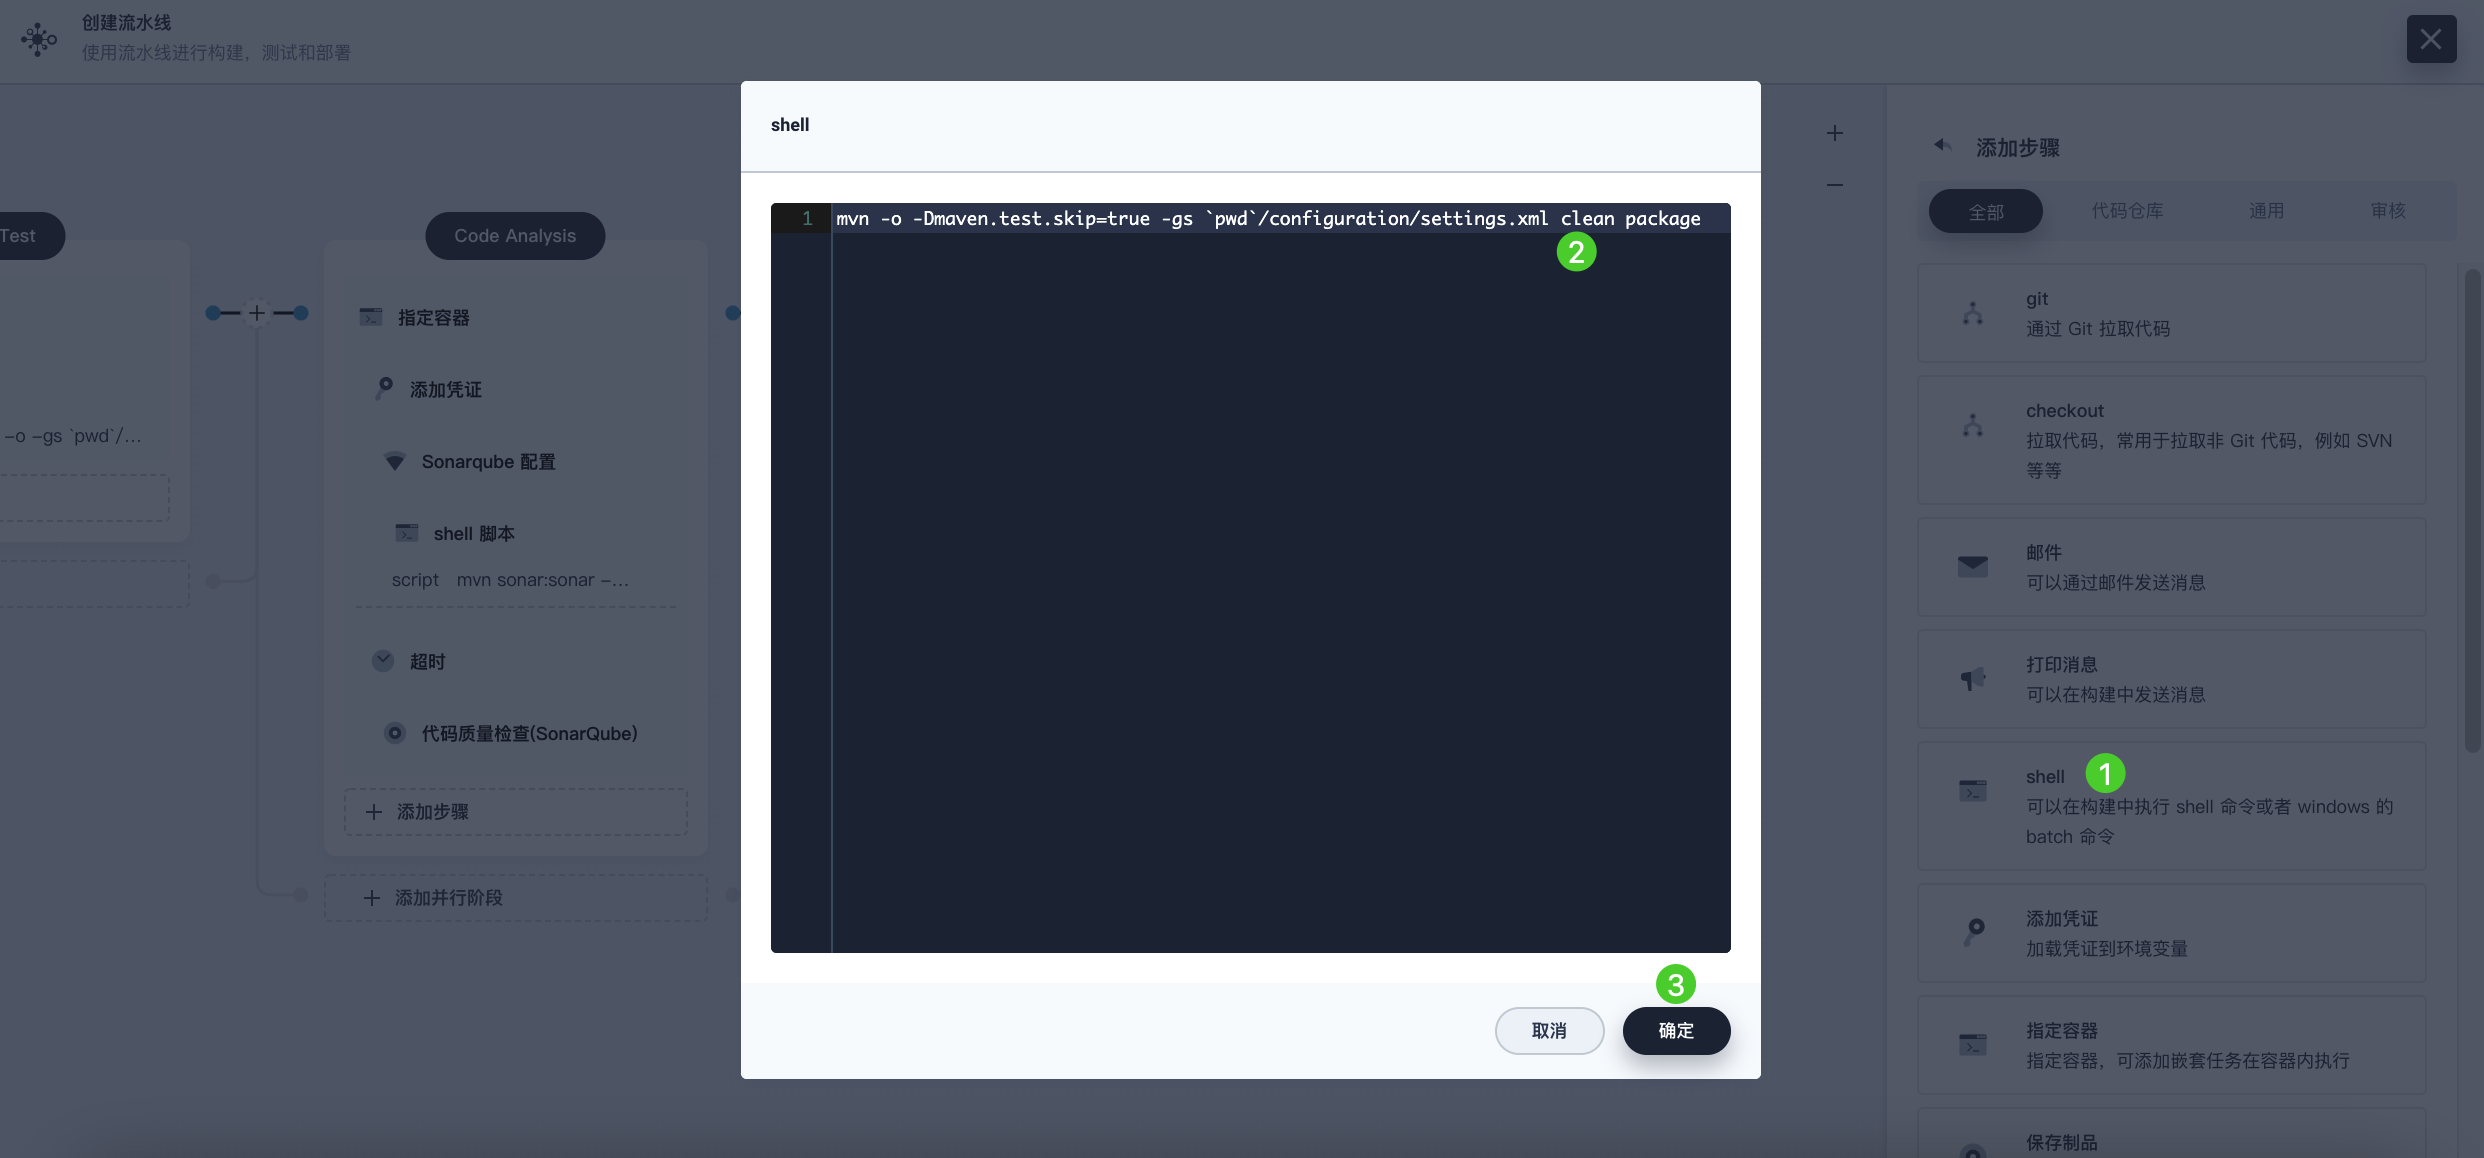 创建流水线
使用流水线进行构建，测试和部署
Test
-o -gs `pwd`/...
Code Analysis
指定容器
添加凭证
Sonarqube 配置
shell 脚本
script mvn sonar:sonar -...
超时
代码质量检查(SonarQube)
添加步骤
添加并行阶段
shell
1 mvn -o -Dmaven.test.skip=true -gs `pwd`/configuration/settings.xml clean package
2
3
取消 确定
添加步骤
全部 代码仓库 通用 审核
git
通过 Git 拉取代码
checkout
拉取代码，常用于拉取非 Git 代码，例如 SVN
等等
邮件
可以通过邮件发送消息
打印消息
可以在构建中发送消息
shell 1
可以在构建中执行 shell 命令或者 windows 的
batch 命令
添加凭证
加载凭证到环境变量
指定容器
指定容器，可添加嵌套任务在容器内执行
保存制品